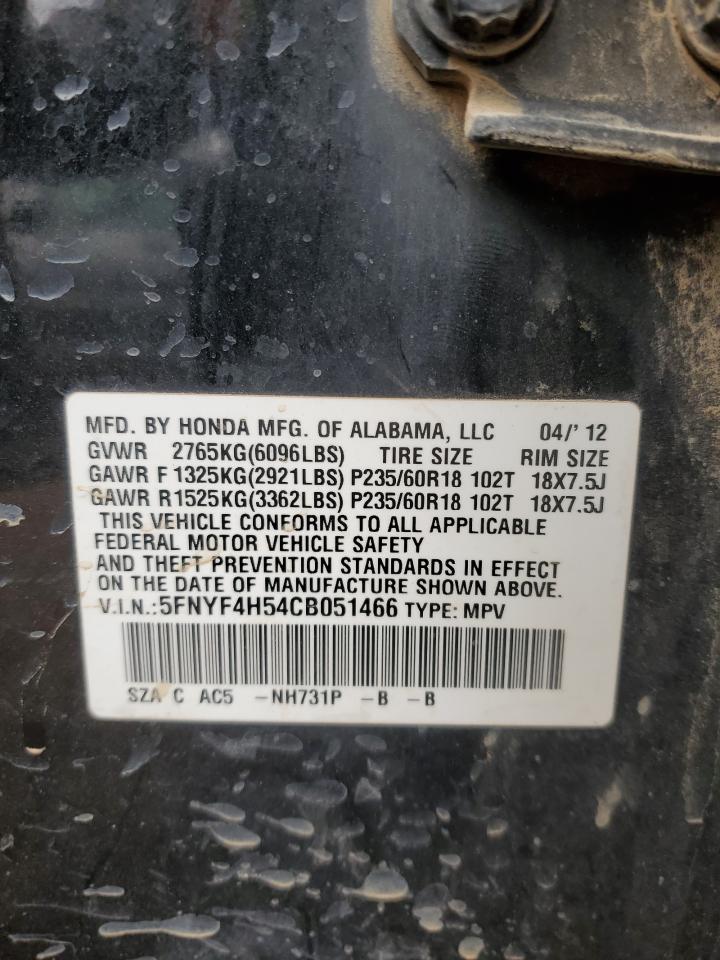 MFD. BY HONDA MFG. OF ALABAMA, LLC 04/'12
GVWR 2765KG(6096LBS) TIRE SIZE RIM SIZE
GAWR F 1325KG(2921LBS) P235/60R18 102T 18X7.5J
GAWR R1525KG(3362LBS) P235/60R18 102T 18X7.5J
THIS VEHICLE CONFORMS TO ALL APPLICABLE
FEDERAL MOTOR VEHICLE SAFETY
AND THEFT PREVENTION STANDARDS IN EFFECT
ON THE DATE OF MANUFACTURE SHOWN ABOVE.
V.I.N.:5FNYF4H54CB051466 TYPE: MPV
SZA C AC5 -NH731P -B -B